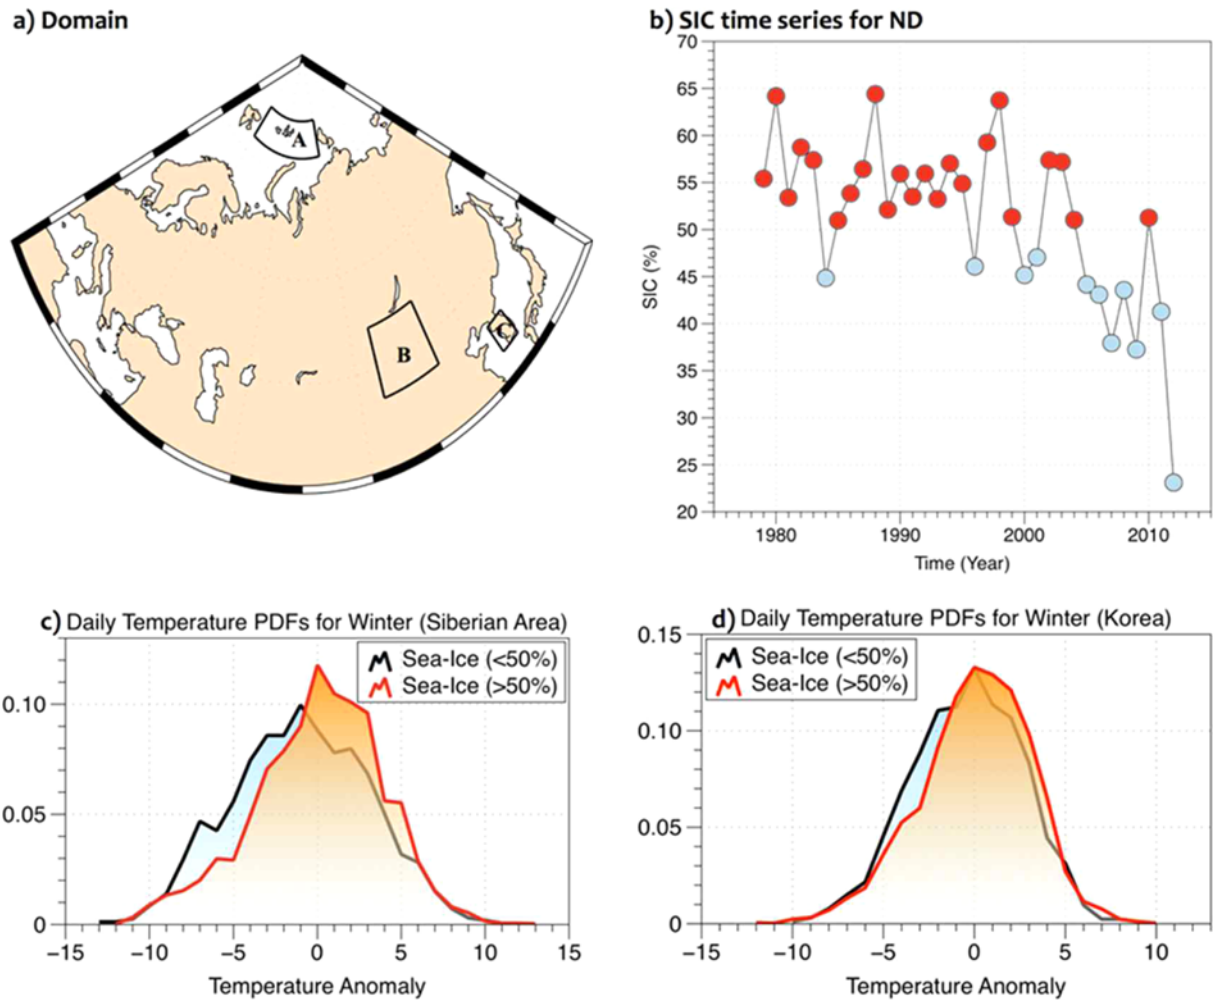 a) Domain
A
B
C
b) SIC time series for ND
70
65
60
55
50
45
40
35
30
25
20
SIC (%)
1980 1990 2000 2010
Time (Year)
c) Daily Temperature PDFs for Winter (Siberian Area)
Sea-Ice (<50%)
Sea-Ice (>50%)
0.10
0.05
0
−15 −10 −5 0 5 10 15
Temperature Anomaly
d) Daily Temperature PDFs for Winter (Korea)
0.15
Sea-Ice (<50%)
Sea-Ice (>50%)
0.10
0.05
0
−15 −10 −5 0 5 10
Temperature Anomaly